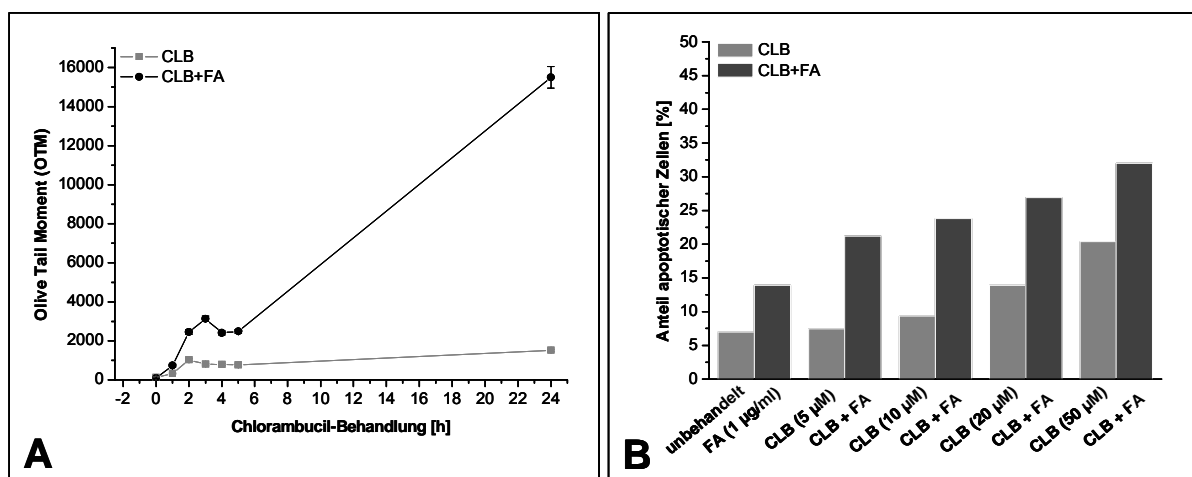 CLB
CLB+FA
16000
14000
12000
10000
8000
6000
4000
2000
0
Olive Tail Moment (OTM)
-2 0 2 4 6 8 10 12 14 16 18 20 22 24
Chlorambucil-Behandlung [h]
A
CLB
CLB+FA
50
45
40
35
30
25
20
15
10
5
0
Anteil apoptotischer Zellen [%]
unbehandelt
FA (1 µg/ml)
CLB (5 µM)
CLB + FA
CLB (10 µM)
CLB + FA
CLB (20 µM)
CLB + FA
CLB (50 µM)
CLB + FA
B